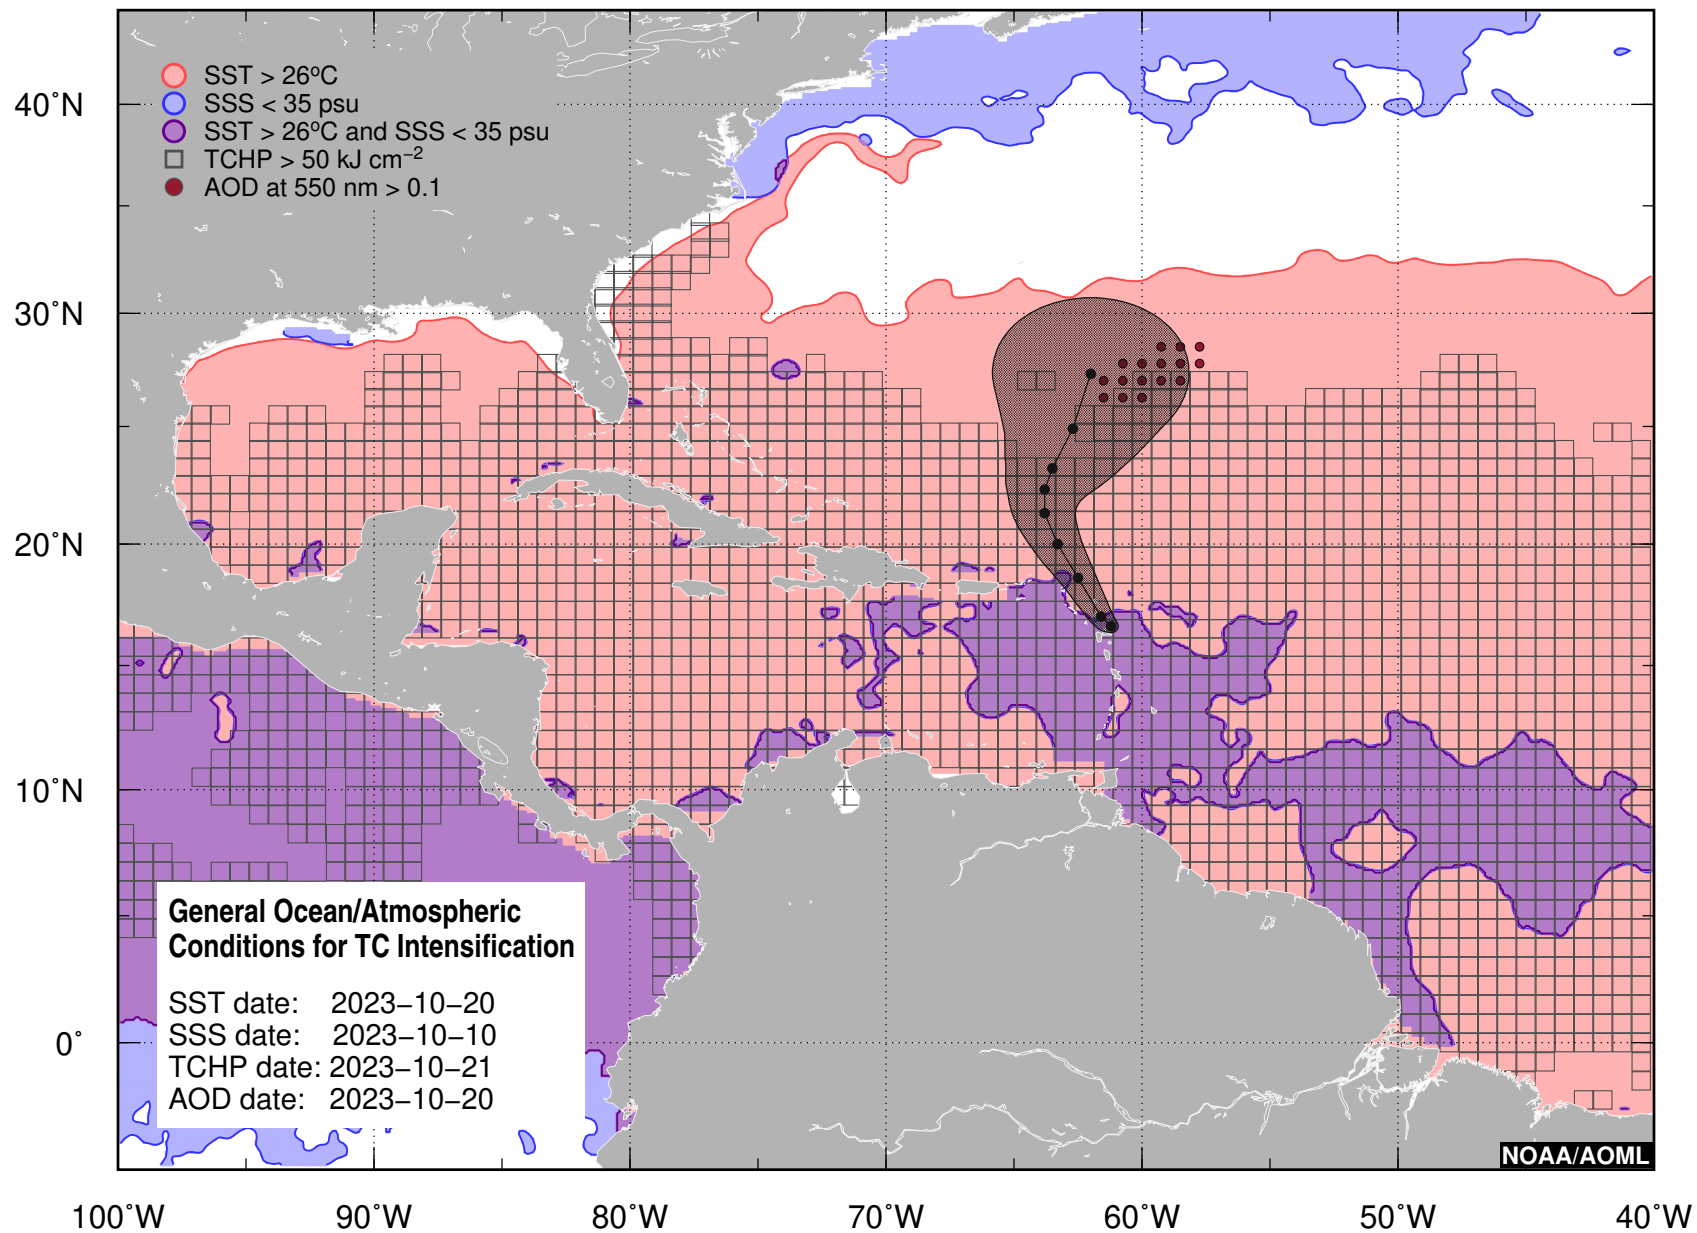 SST > 26ºC
SSS < 35 psu
SST > 26ºC and SSS < 35 psu
TCHP > 50 kJ cm⁻²
AOD at 550 nm > 0.1
40˚N
30˚N
20˚N
10˚N
0˚
General Ocean/Atmospheric
Conditions for TC Intensification
SST date: 2023−10−20
SSS date: 2023−10−10
TCHP date: 2023−10−21
AOD date: 2023−10−20
NOAA/AOML
100˚W 90˚W 80˚W 70˚W 60˚W 50˚W 40˚W